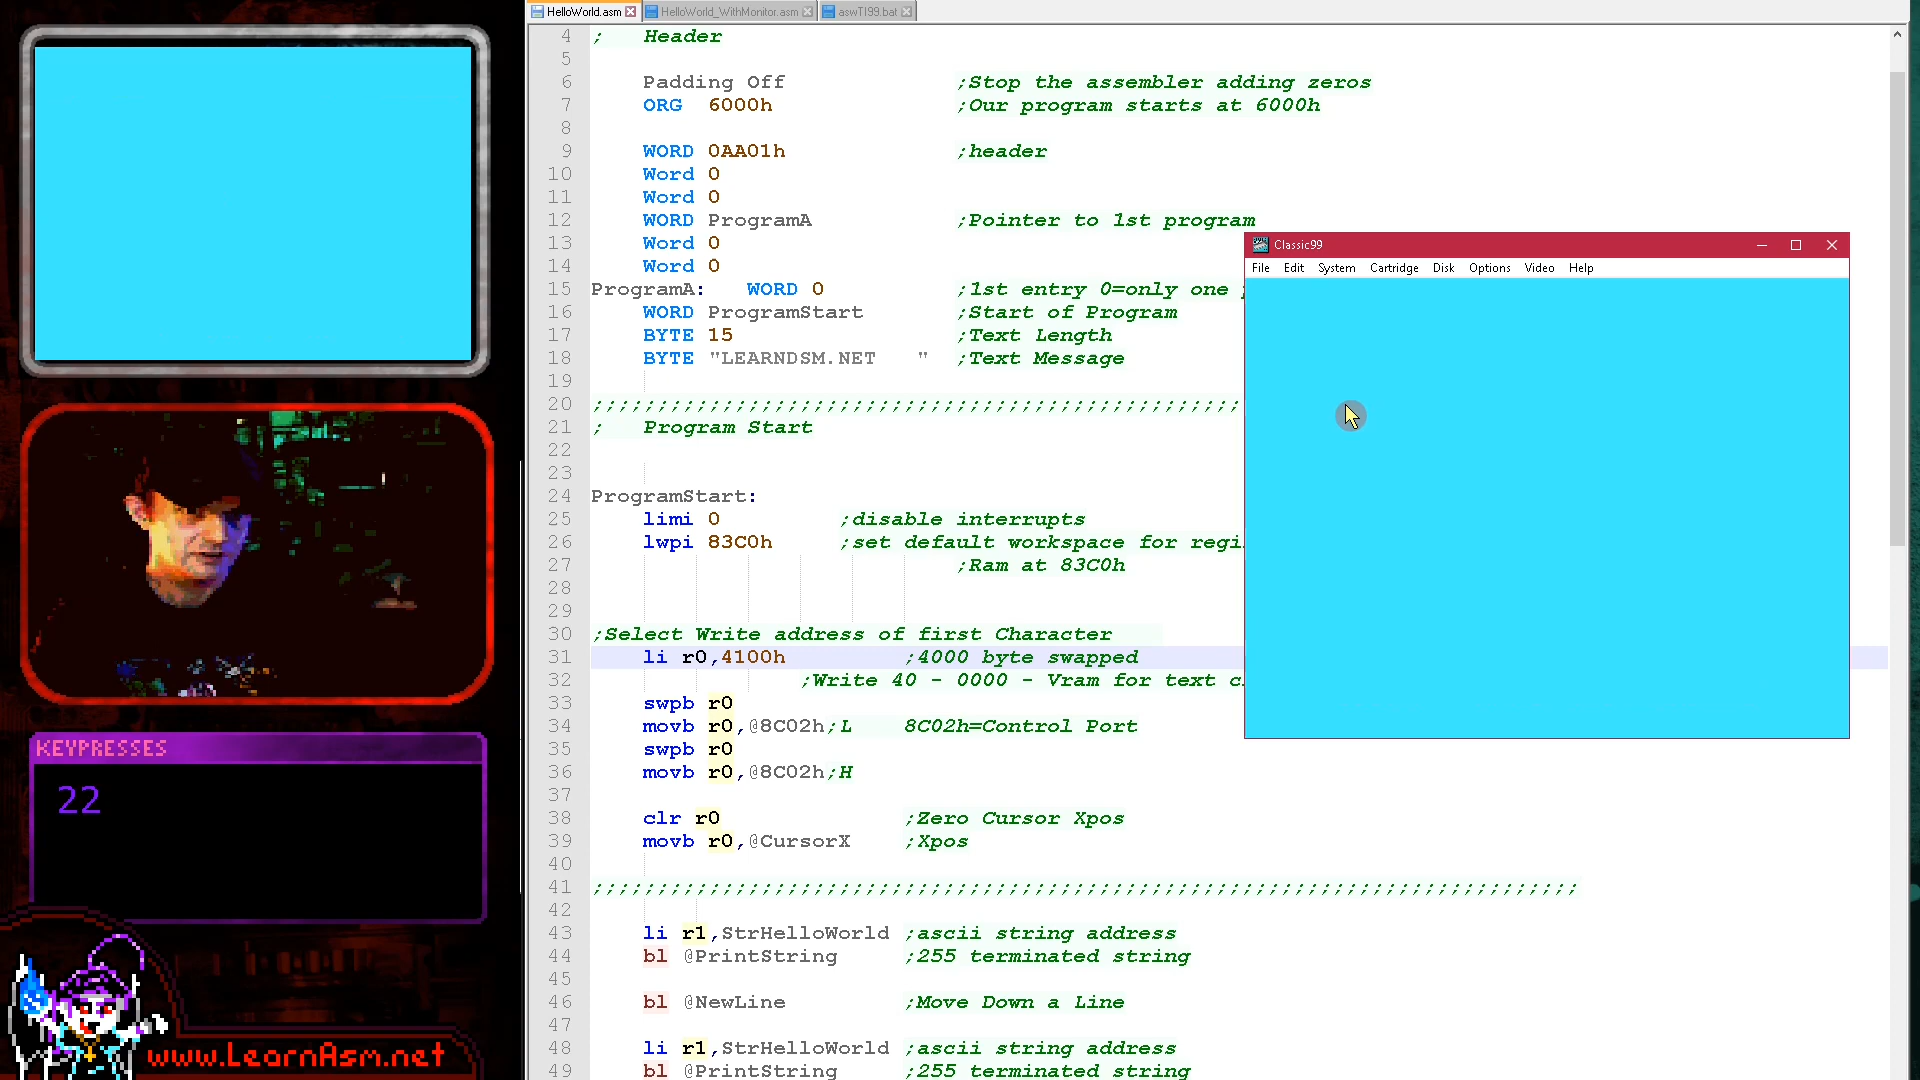 HelloWorld.asm HelloWorld_WithMonitor.asm aswTI99.bat
4 ; Header
5
6 Padding Off ;Stop the assembler adding zeros
7 ORG 6000h ;Our program starts at 6000h
8
9 WORD 0AA01h ;header
10 Word 0
11 Word 0
12 WORD ProgramA ;Pointer to 1st program
13 Word 0
14 Word 0
15 ProgramA: WORD 0 ;1st entry 0=only one
16 WORD ProgramStart ;Start of Program
17 BYTE 15 ;Text Length
18 BYTE "LEARNDSM.NET   " ;Text Message
19
20 ;;;;;;;;;;;;;;;;;;;;;;;;;;;;;;;;;;;;;;;;;;;;;;;;;;
21 ; Program Start
22
23
24 ProgramStart:
25 limi 0 ;disable interrupts
26 lwpi 83C0h ;set default workspace for regi
27 ;Ram at 83C0h
28
29
30 ;Select Write address of first Character
31 li r0,4100h ;4000 byte swapped
32 ;Write 40 - 0000 - Vram for text c
33 swpb r0
34 movb r0,@8C02h;L 8C02h=Control Port
35 swpb r0
36 movb r0,@8C02h;H
37
38 clr r0 ;Zero Cursor Xpos
39 movb r0,@CursorX ;Xpos
40
41 ;;;;;;;;;;;;;;;;;;;;;;;;;;;;;;;;;;;;;;;;;;;;;;;;;;;;;;;;;;;;;;;;;;;;;;;;;;;;
42
43 li r1,StrHelloWorld ;ascii string address
44 bl @PrintString ;255 terminated string
45
46 bl @NewLine ;Move Down a Line
47
48 li r1,StrHelloWorld ;ascii string address
49 bl @PrintString ;255 terminated string
Classic99
File Edit System Cartridge Disk Options Video Help
KEYPRESSES
22
www.LearnAsm.net